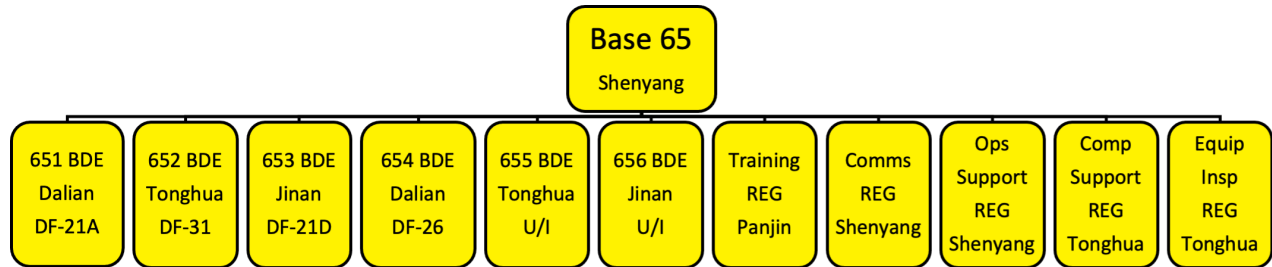 Base 65
Shenyang
651 BDE
Dalian
DF-21A
652 BDE
Tonghua
DF-31
653 BDE
Jinan
DF-21D
654 BDE
Dalian
DF-26
655 BDE
Tonghua
U/I
656 BDE
Jinan
U/I
Training
REG
Panjin
Comms
REG
Shenyang
Ops
Support
REG
Shenyang
Comp
Support
REG
Tonghua
Equip
Insp
REG
Tonghua